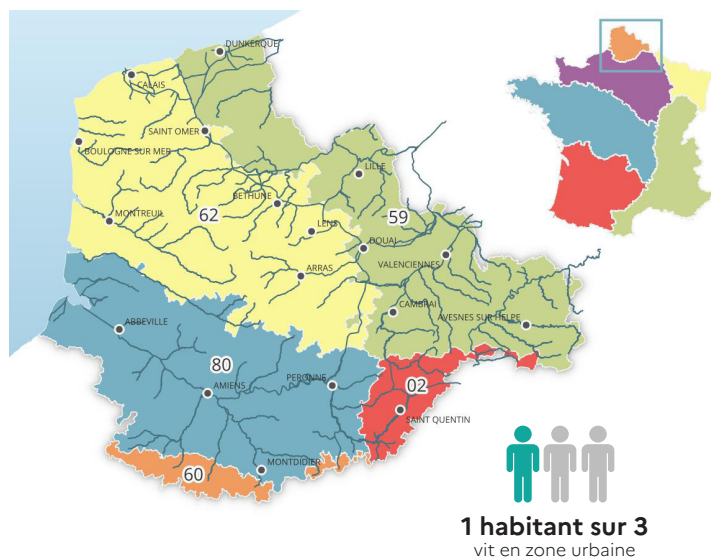 DUNKERQUE
CALAIS
SAINT OMER
BOULOGNE SUR MER
LILLE
BETHUNE
MONTREUIL
62
59
LENS
DOUAI
VALENCIENNES
ARRAS
CAMBRAI
AVESNES SUR HELPE
ABBEVILLE
80
PERONNE
02
AMIENS
SAINT QUENTIN
MONTDIDIER
60
1 habitant sur 3
vit en zone urbaine